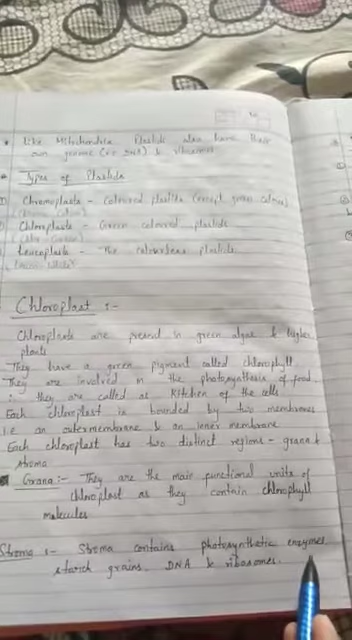 * Like Mitochondria Plastids also have their
own genome (or DNA) & ribosomes
Types of Plastids
① Chromoplasts - Coloured plastids (except green colour)
② Chloroplasts - Green coloured plastids
③ Leucoplasts - The colourless plastids
Chloroplast :-
Chloroplasts are present in green algae & higher
plants
They have a green pigment called chlorophyll
They are involved in the photosynthesis of food
∴ they are called as kitchen of the cells
Each chloroplast is bounded by two membranes
i.e an outermembrane & an inner membrane
Each chloroplast has two distinct regions - grana &
stroma
Grana :- They are the main functional units of
chloroplast as they contain chlorophyll
molecules
Stroma :- Stroma contains photosynthetic enzymes
starch grains. DNA & ribosomes.